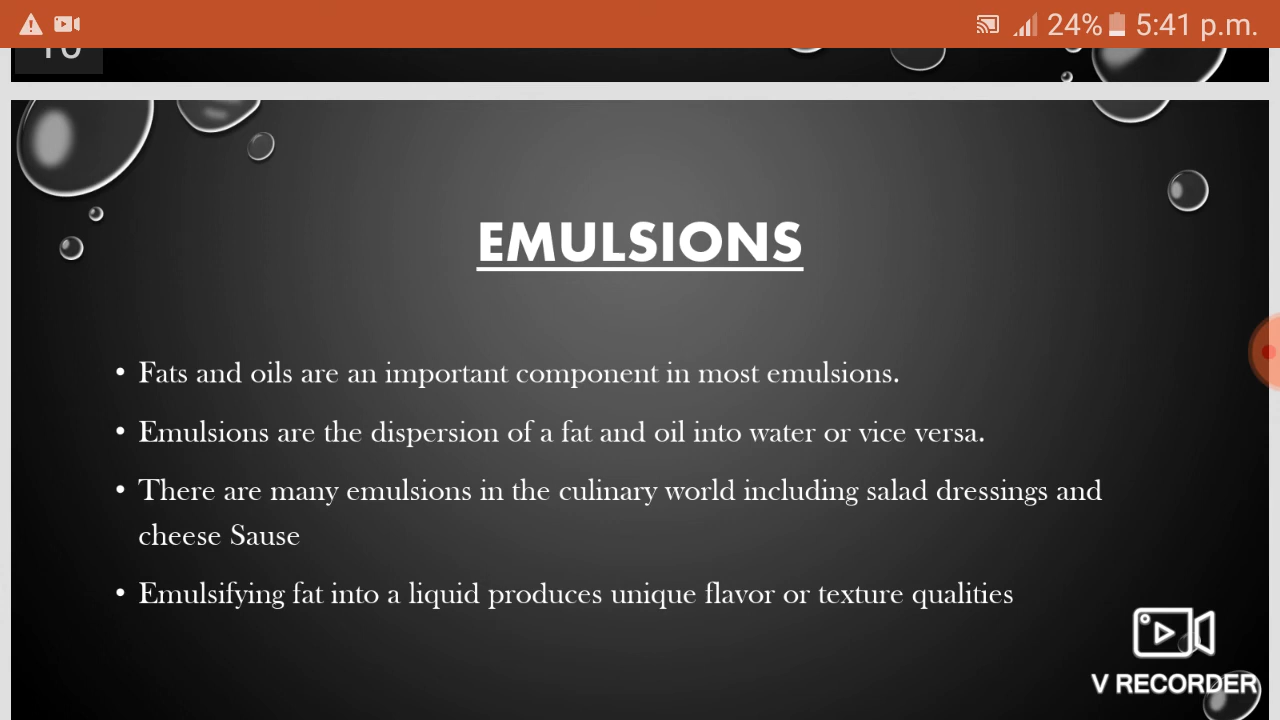 24% 5:41 p.m.
EMULSIONS
• Fats and oils are an important component in most emulsions.
• Emulsions are the dispersion of a fat and oil into water or vice versa.
• There are many emulsions in the culinary world including salad dressings and
cheese Sause
• Emulsifying fat into a liquid produces unique flavor or texture qualities
V RECORDER